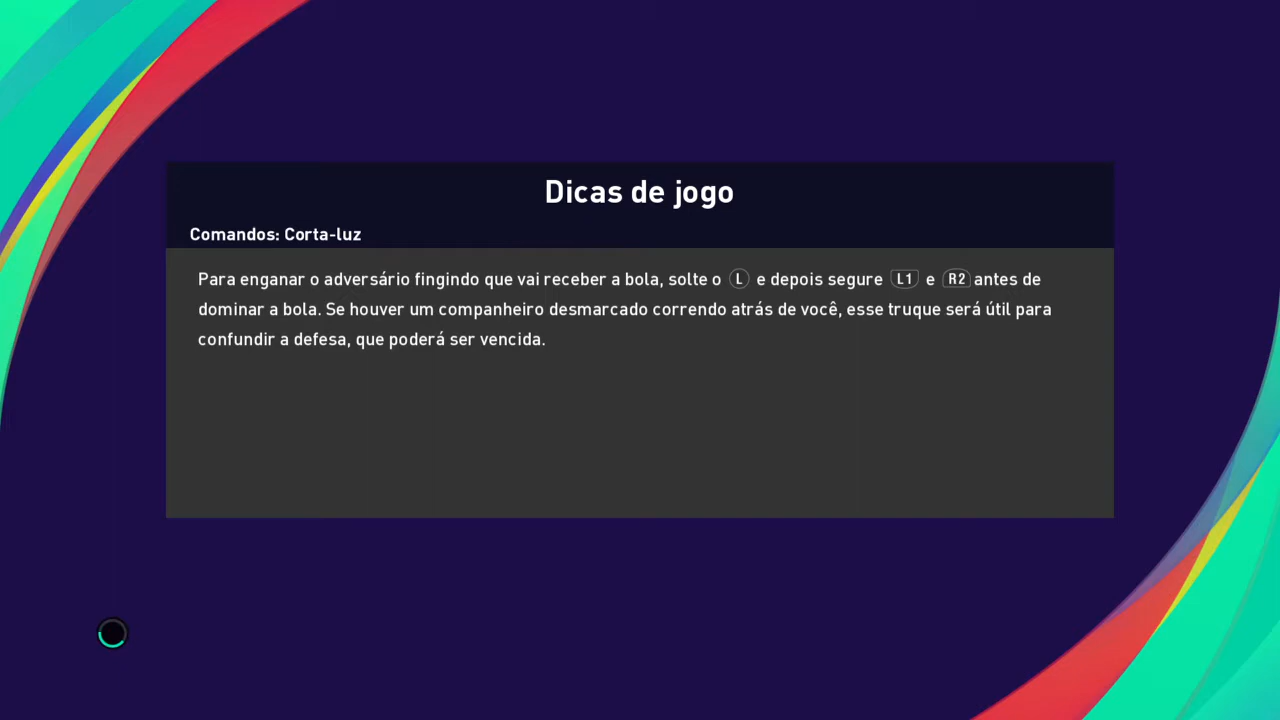 Dicas de jogo
Comandos: Corta-luz
Para enganar o adversário fingindo que vai receber a bola, solte o L e depois segure L1 e R2 antes de
dominar a bola. Se houver um companheiro desmarcado correndo atrás de você, esse truque será útil para
confundir a defesa, que poderá ser vencida.